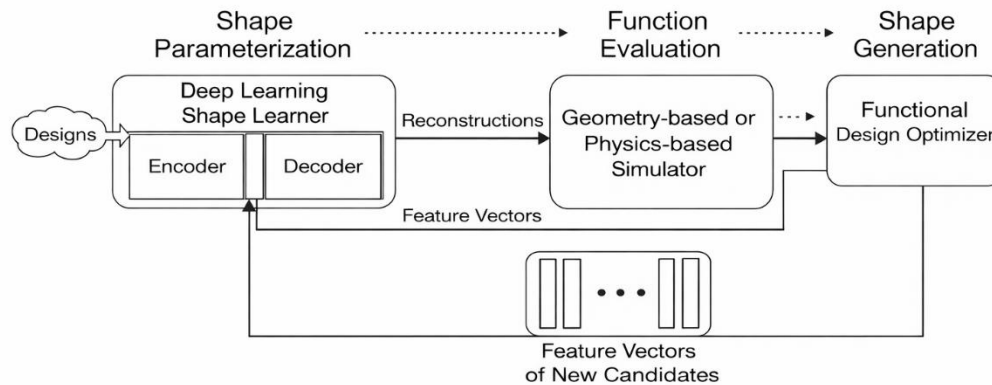 Shape
Parameterization
Function
Evaluation
Shape
Generation
Designs
Deep Learning
Shape Learner
Encoder
Decoder
Reconstructions
Geometry-based or
Physics-based
Simulator
Functional
Design Optimizer
Feature Vectors
Feature Vectors
of New Candidates